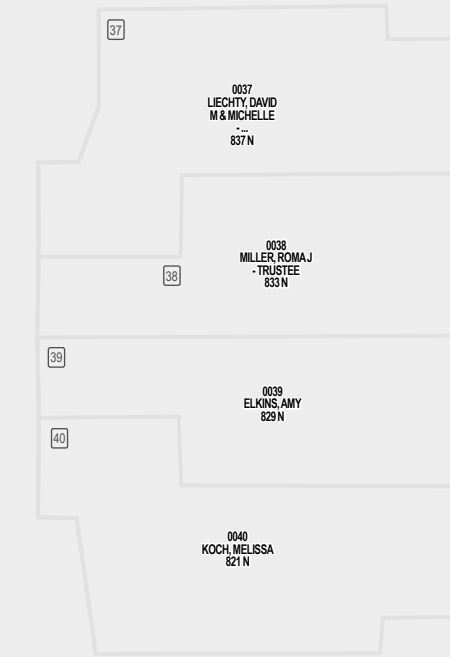 37
0037
LIECHTY, DAVID
M & MICHELLE
- ...
837 N
0038
MILLER, ROMA J
- TRUSTEE
833 N
38
39
0039
ELKINS, AMY
829 N
40
0040
KOCH, MELISSA
821 N